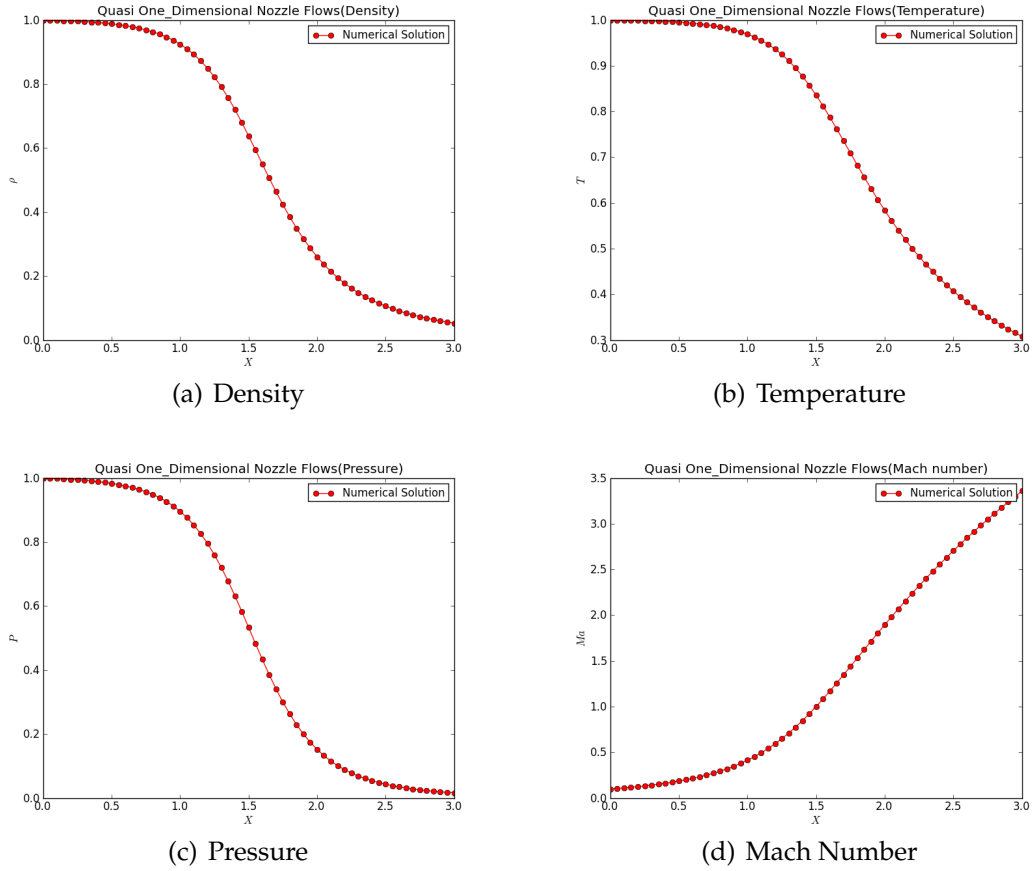 Quasi One_Dimensional Nozzle Flows(Density)
Numerical Solution
1.0
0.8
0.6
0.4
0.2
0.0
ρ
0.0 0.5 1.0 1.5 2.0 2.5 3.0
X
(a) Density
Quasi One_Dimensional Nozzle Flows(Temperature)
Numerical Solution
1.0
0.9
0.8
0.7
0.6
0.5
0.4
0.3
T
0.0 0.5 1.0 1.5 2.0 2.5 3.0
X
(b) Temperature
Quasi One_Dimensional Nozzle Flows(Pressure)
Numerical Solution
1.0
0.8
0.6
0.4
0.2
0.0
P
0.0 0.5 1.0 1.5 2.0 2.5 3.0
X
(c) Pressure
Quasi One_Dimensional Nozzle Flows(Mach number)
Numerical Solution
3.5
3.0
2.5
2.0
1.5
1.0
0.5
0.0
Ma
0.0 0.5 1.0 1.5 2.0 2.5 3.0
X
(d) Mach Number